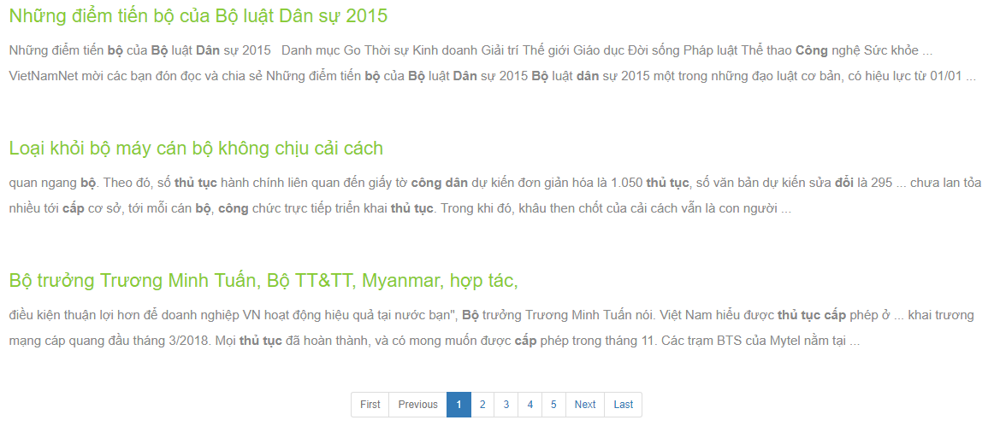 Những điểm tiến bộ của Bộ luật Dân sự 2015
Những điểm tiến bộ của Bộ luật Dân sự 2015   Danh mục Go Thời sự Kinh doanh Giải trí Thế giới Giáo dục Đời sống Pháp luật Thể thao Công nghệ Sức khỏe ...
VietNamNet mời các bạn đón đọc và chia sẻ Những điểm tiến bộ của Bộ luật Dân sự 2015 Bộ luật dân sự 2015 một trong những đạo luật cơ bản, có hiệu lực từ 01/01 ...
Loại khỏi bộ máy cán bộ không chịu cải cách
quan ngang bộ. Theo đó, số thủ tục hành chính liên quan đến giấy tờ công dân dự kiến đơn giản hóa là 1.050 thủ tục, số văn bản dự kiến sửa đổi là 295 ... chưa lan tỏa
nhiều tới cấp cơ sở, tới mỗi cán bộ, công chức trực tiếp triển khai thủ tục. Trong khi đó, khâu then chốt của cải cách vẫn là con người ...
Bộ trưởng Trương Minh Tuấn, Bộ TT&TT, Myanmar, hợp tác,
điều kiện thuận lợi hơn để doanh nghiệp VN hoạt động hiệu quả tại nước bạn", Bộ trưởng Trương Minh Tuấn nói. Việt Nam hiểu được thủ tục cấp phép ở ... khai trương
mạng cáp quang đầu tháng 3/2018. Mọi thủ tục đã hoàn thành, và có mong muốn được cấp phép trong tháng 11. Các trạm BTS của Mytel nằm tại ...
First Previous 1 2 3 4 5 Next Last